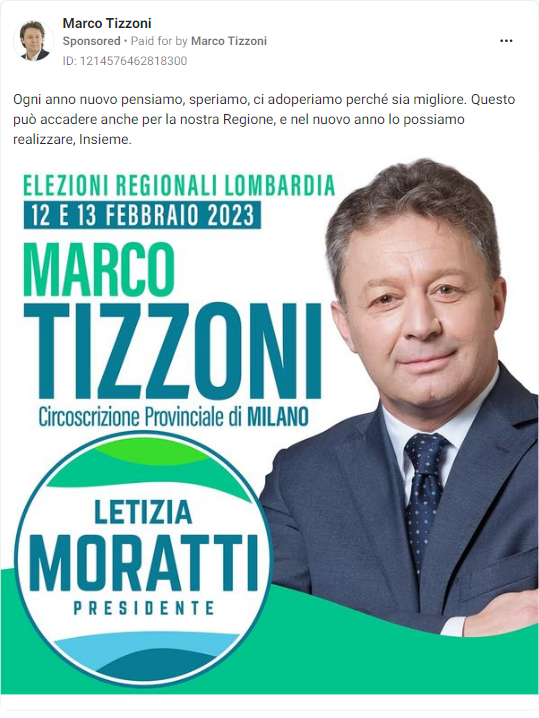 Marco Tizzoni
Sponsored • Paid for by Marco Tizzoni
ID: 1214576462818300
Ogni anno nuovo pensiamo, speriamo, ci adoperiamo perché sia migliore. Questo
può accadere anche per la nostra Regione, e nel nuovo anno lo possiamo
realizzare, Insieme.
ELEZIONI REGIONALI LOMBARDIA
12 E 13 FEBBRAIO 2023
MARCO
TIZZONI
Circoscrizione Provinciale di MILANO
LETIZIA
MORATTI
PRESIDENTE